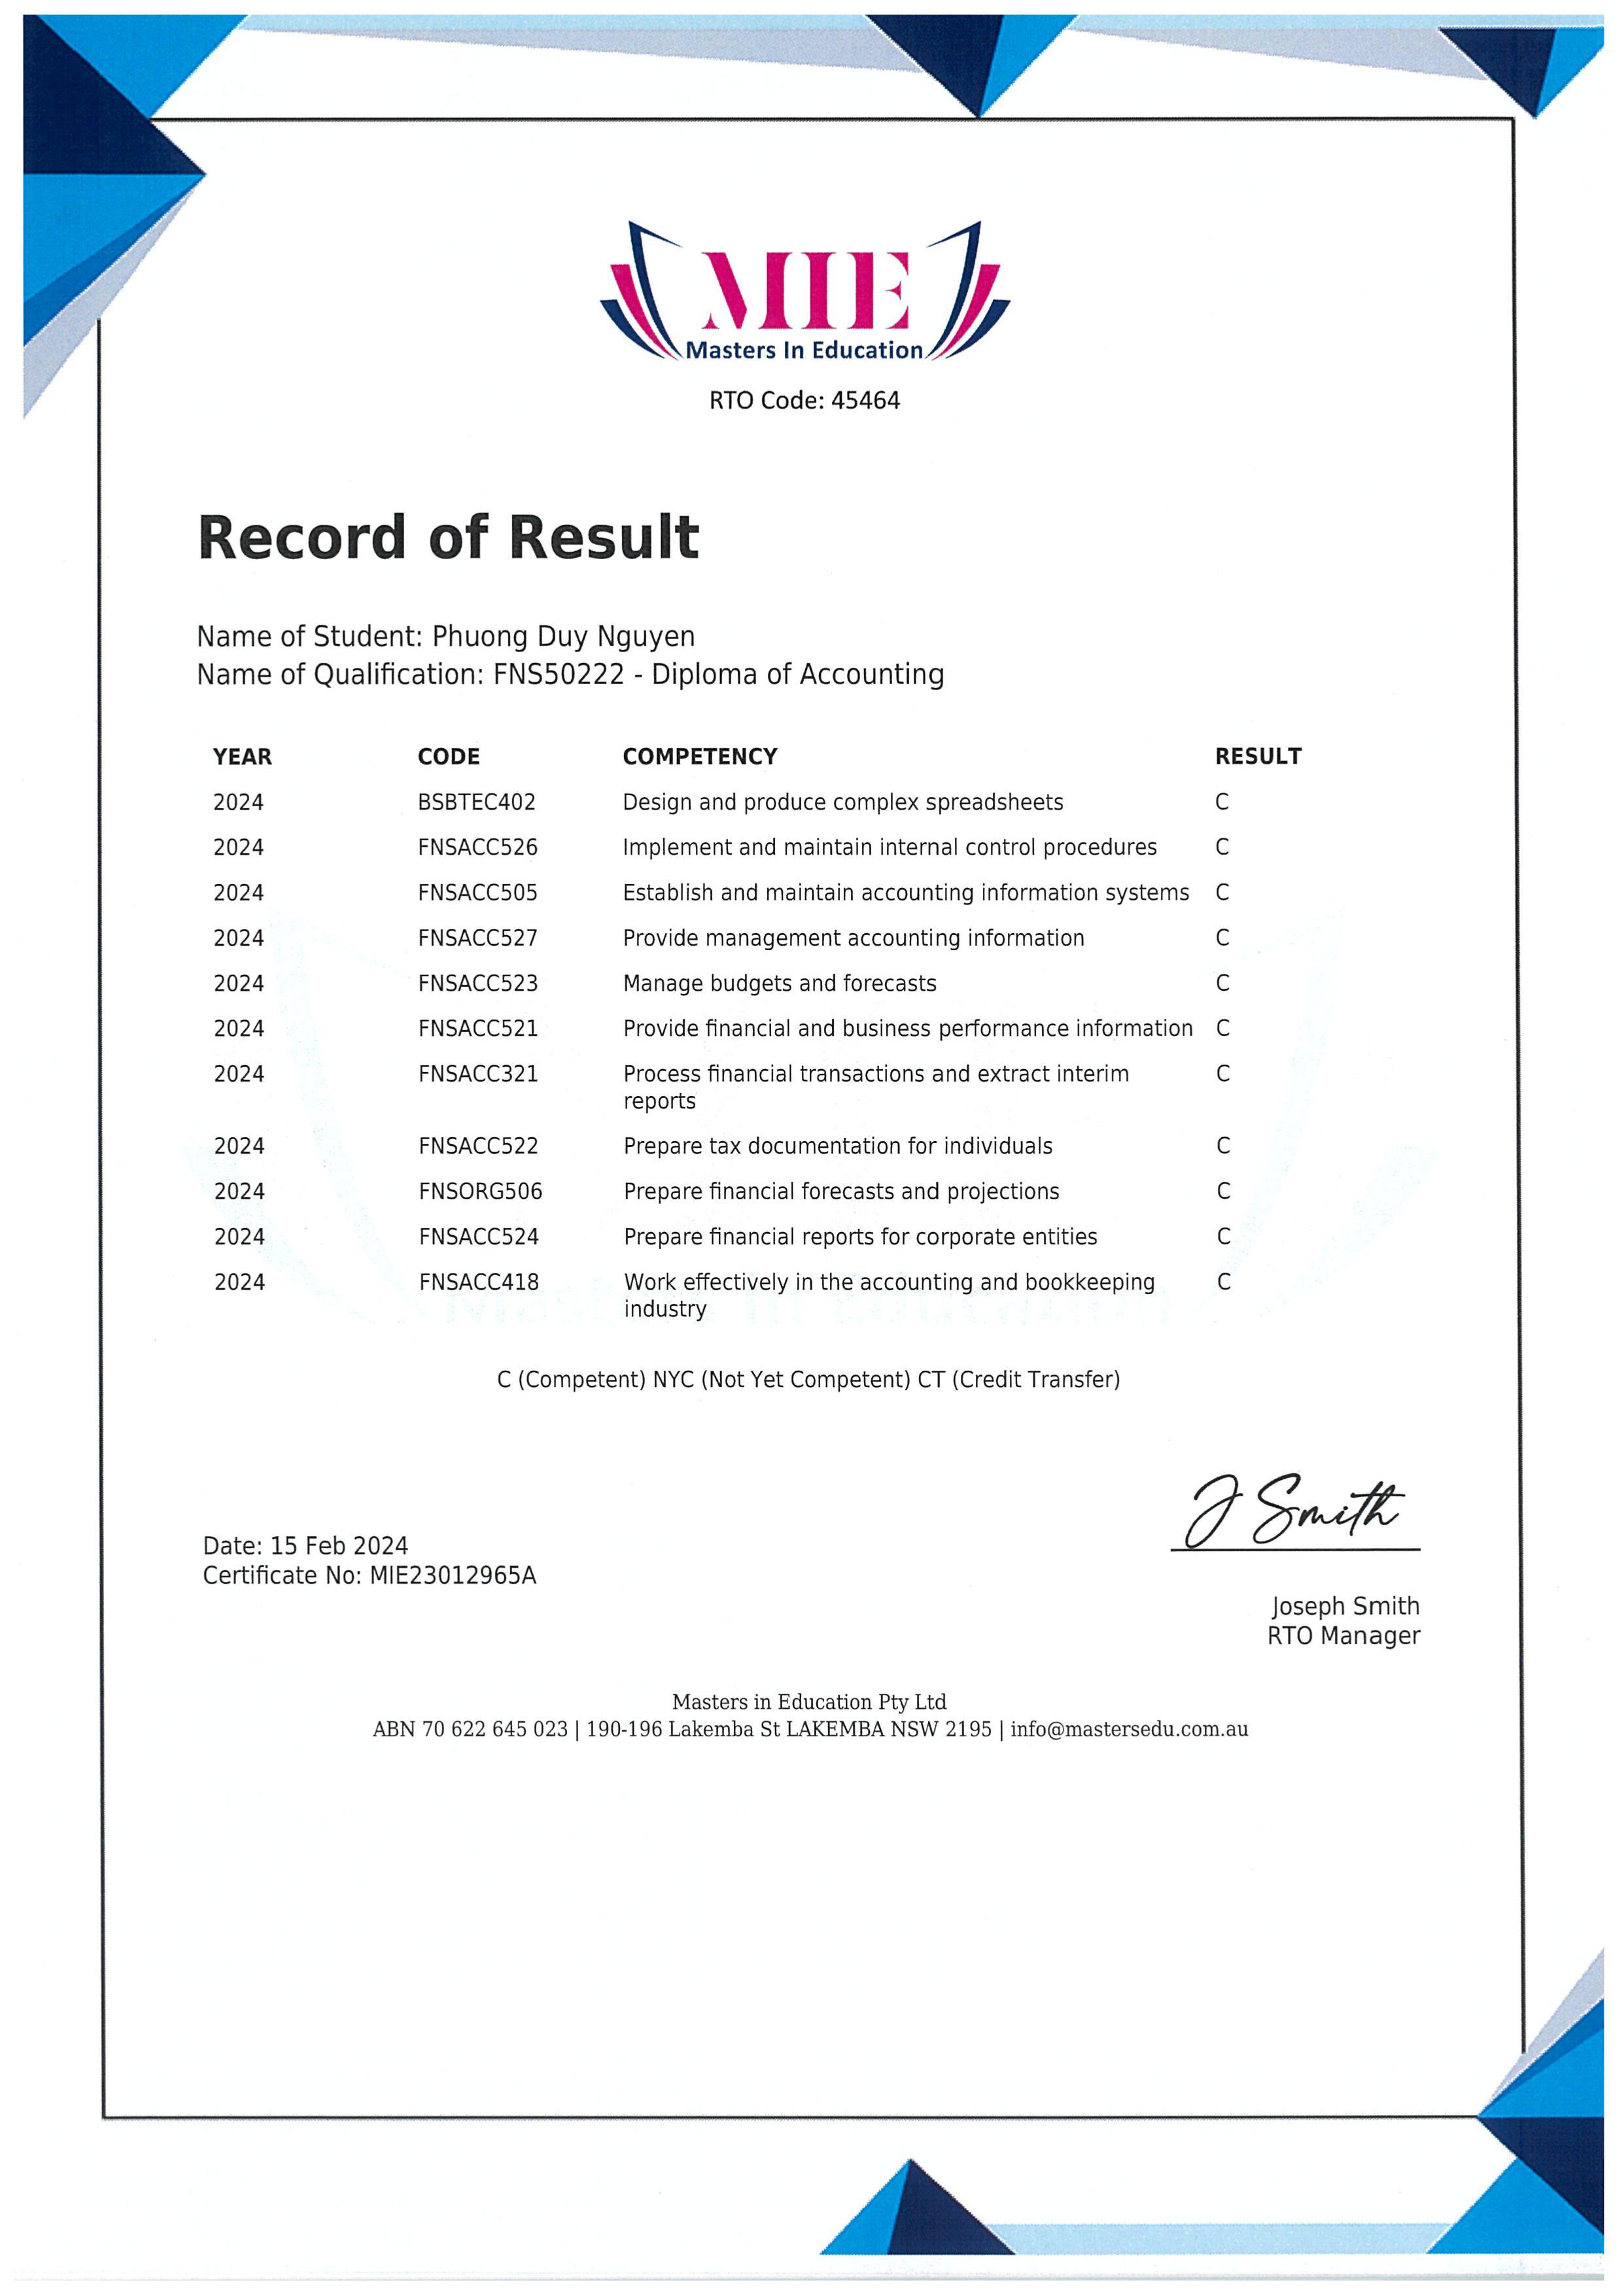 MIE
Masters In Education
RTO Code: 45464
Record of Result
Name of Student: Phuong Duy Nguyen
Name of Qualification: FNS50222 - Diploma of Accounting
YEAR CODE COMPETENCY RESULT
2024 BSBTEC402 Design and produce complex spreadsheets C
2024 FNSACC526 Implement and maintain internal control procedures C
2024 FNSACC505 Establish and maintain accounting information systems C
2024 FNSACC527 Provide management accounting information C
2024 FNSACC523 Manage budgets and forecasts C
2024 FNSACC521 Provide financial and business performance information C
2024 FNSACC321 Process financial transactions and extract interim C
reports
2024 FNSACC522 Prepare tax documentation for individuals C
2024 FNSORG506 Prepare financial forecasts and projections C
2024 FNSACC524 Prepare financial reports for corporate entities C
2024 FNSACC418 Work effectively in the accounting and bookkeeping C
industry
C (Competent) NYC (Not Yet Competent) CT (Credit Transfer)
J Smith
Date: 15 Feb 2024
Certificate No: MIE23012965A
Joseph Smith
RTO Manager
Masters in Education Pty Ltd
ABN 70 622 645 023 | 190-196 Lakemba St LAKEMBA NSW 2195 | info@mastersedu.com.au